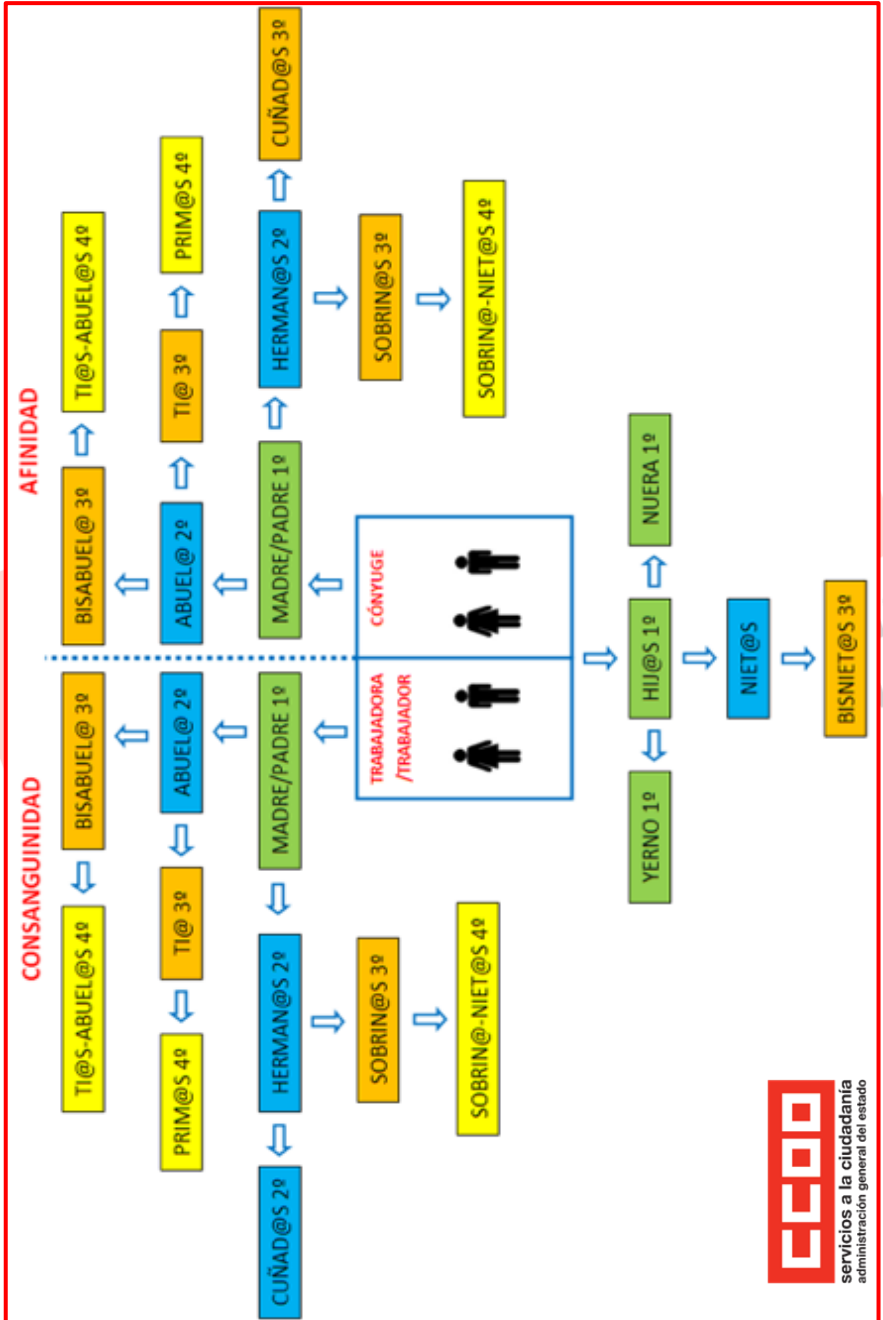 CONSANGUINIDAD
AFINIDAD
TI@S-ABUEL@S 4º
BISABUEL@ 3º
BISABUEL@ 3º
TI@S-ABUEL@S 4º
PRIM@S 4º
TI@ 3º
ABUEL@ 2º
ABUEL@ 2º
TI@ 3º
PRIM@S 4º
CUÑAD@S 2º
HERMAN@S 2º
MADRE/PADRE 1º
MADRE/PADRE 1º
HERMAN@S 2º
CUÑAD@S 3º
SOBRIN@S 3º
TRABAJADORA
/TRABAJADOR
CÓNYUGE
SOBRIN@S 3º
SOBRIN@-NIET@S 4º
SOBRIN@-NIET@S 4º
YERNO 1º
HIJ@S 1º
NUERA 1º
NIET@S
BISNIET@S 3º
CCOO
servicios a la ciudadanía
administración general del estado